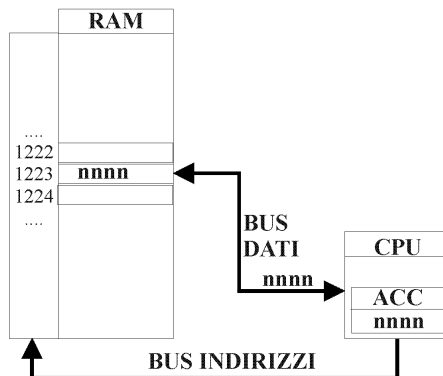 RAM
....
1222
1223 nnnn
1224
....
BUS
DATI
nnnn
CPU
ACC
nnnn
BUS INDIRIZZI